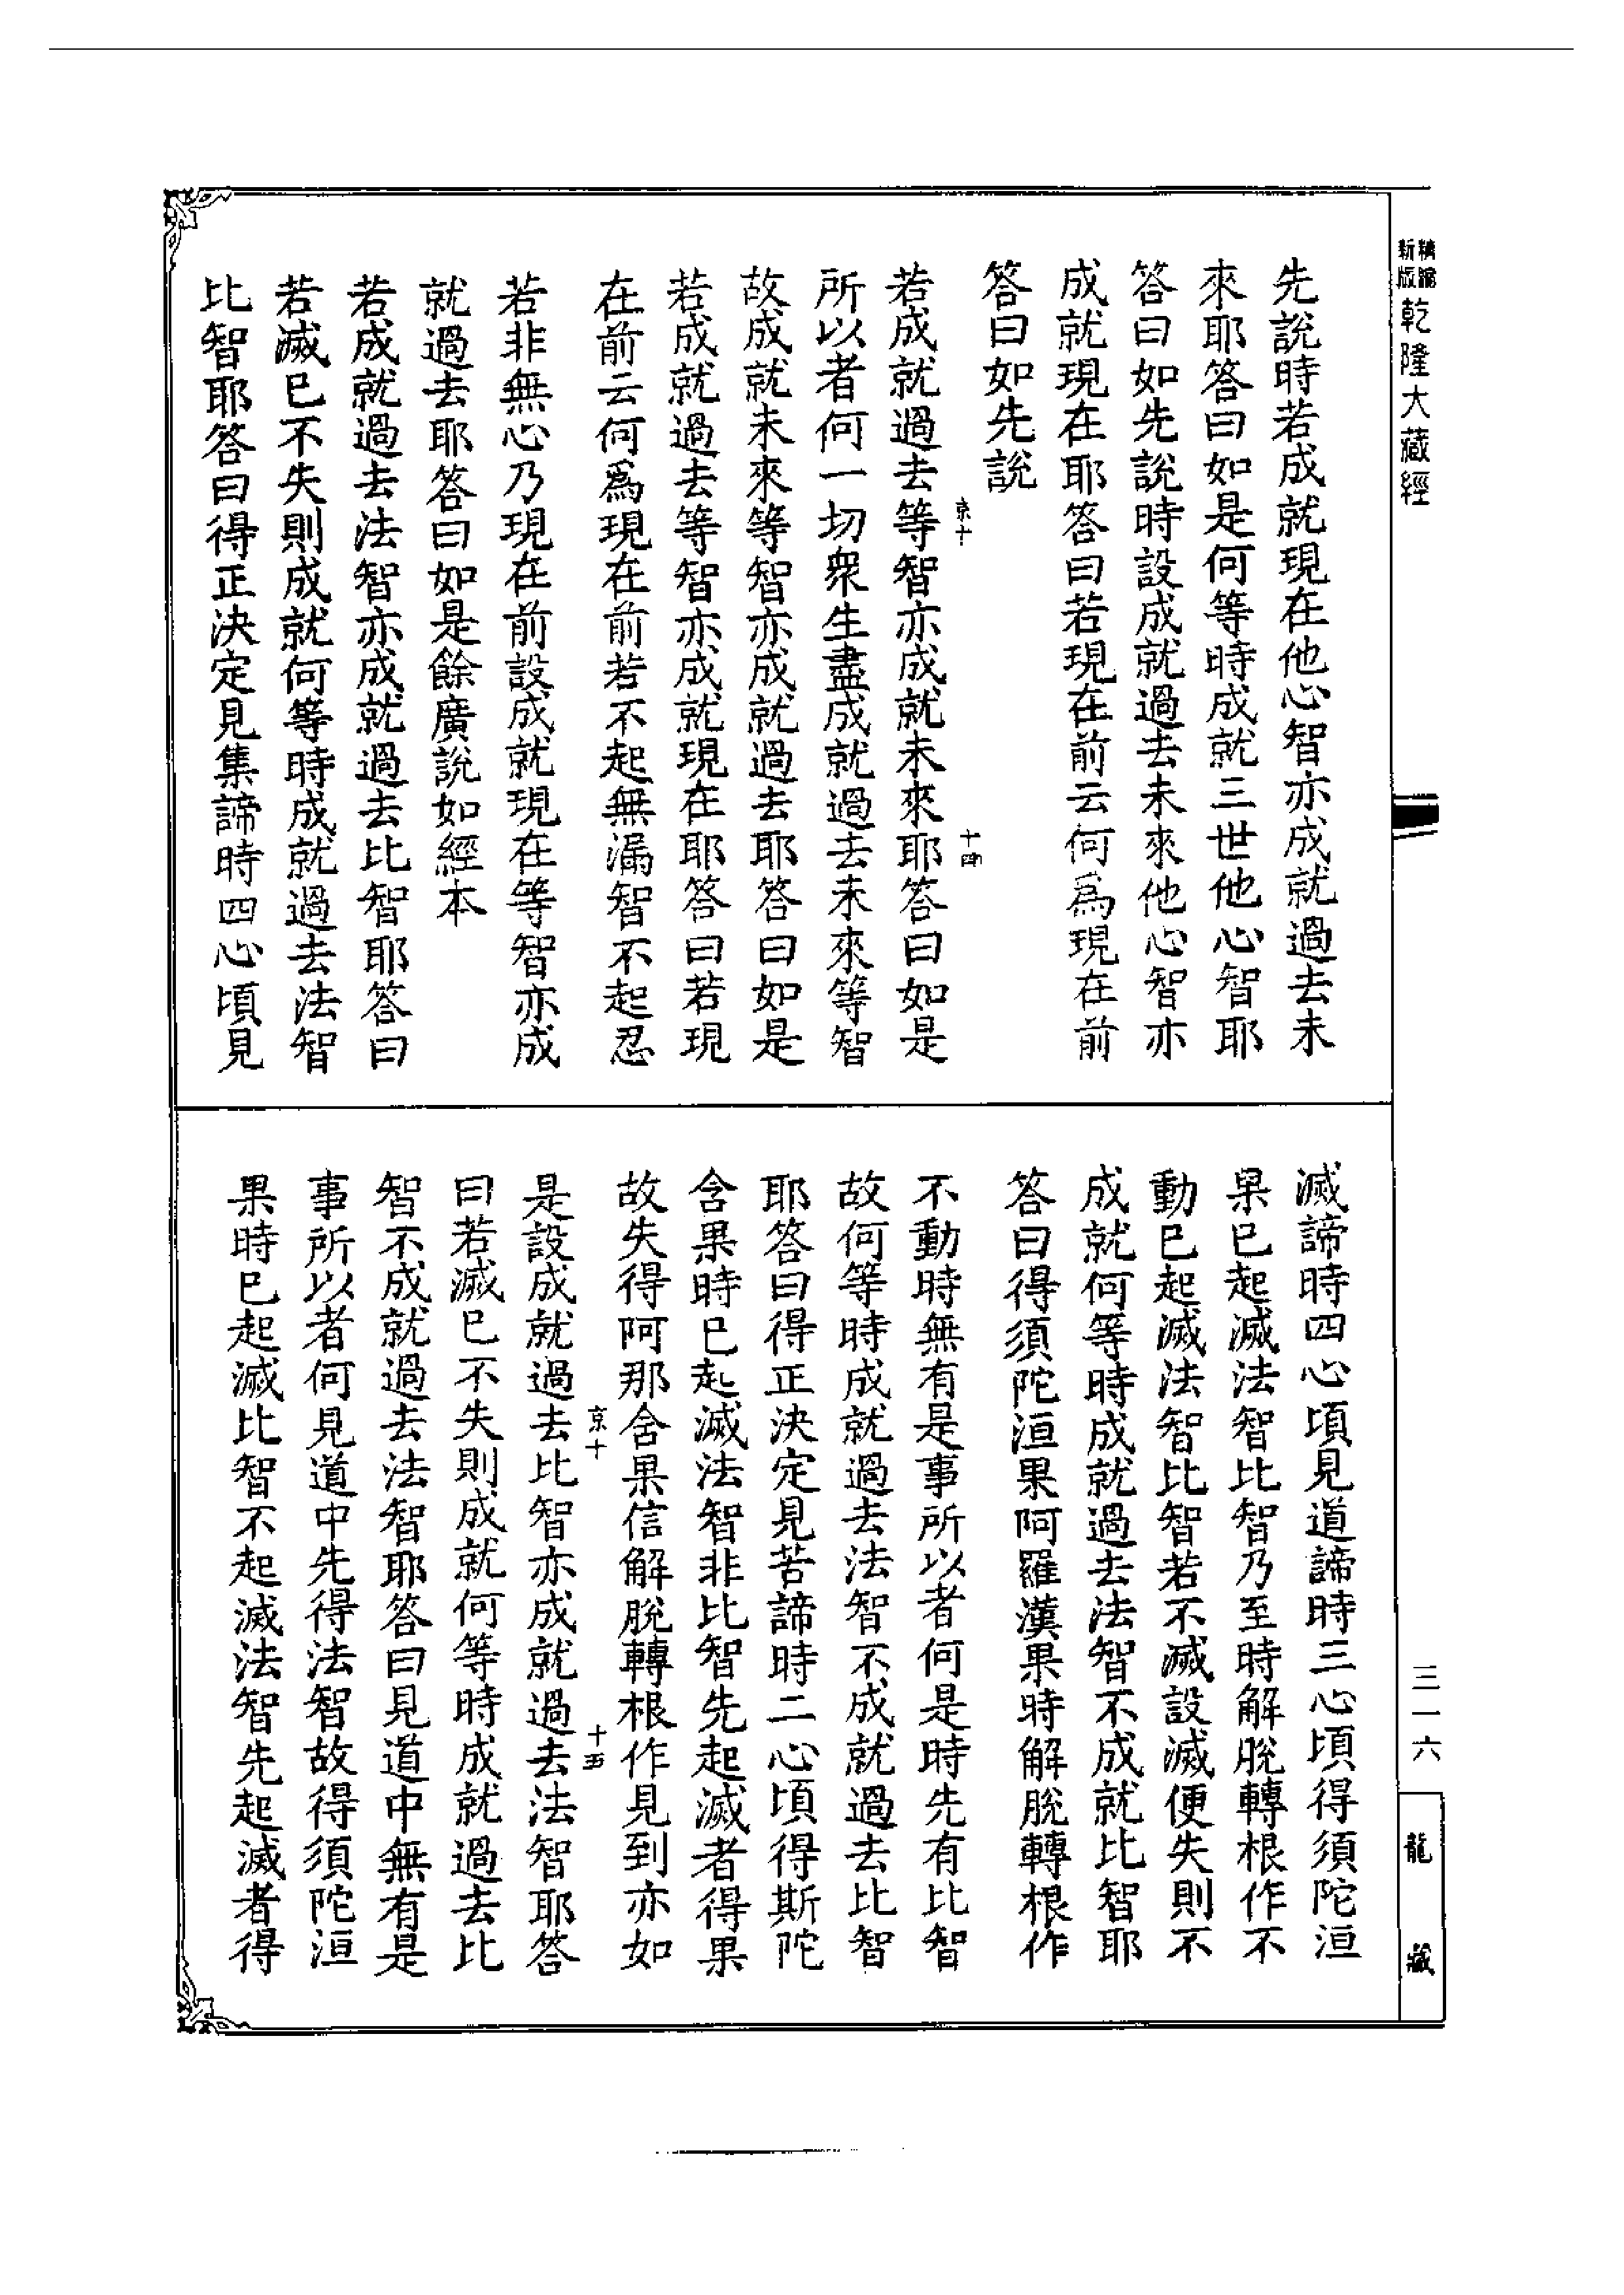 精縮
新版
乾隆大藏經
三一六
龍藏
先說時若成就現在他心智亦成就過去未
來耶答曰如是何等時成就三世他心智耶
答曰如先說時設成就過去未來他心智亦
成就現在耶答曰若現在前云何爲現在前
答曰如先說
京十
十四
若成就過去等智亦成就未來耶答曰如是
所以者何一切衆生盡成就過去未來等智
故成就未來等智亦成就過去耶答曰如是
若成就過去等智亦成就現在耶答曰若現
在前云何爲現在前若不起無漏智不起忍
若非無心乃現在前設成就現在等智亦成
就過去耶答曰如是餘廣說如經本
若成就過去法智亦成就過去比智耶答曰
若滅已不失則成就何等時成就過去法智
比智耶答曰得正決定見集諦時四心頃見
滅諦時四心頃見道諦時三心頃得須陀洹
果已起滅法智比智乃至時解脫轉根作不
動已起滅法智比智若不滅設滅便失則不
成就何等時成就過去法智不成就比智耶
答曰得須陀洹果阿羅漢果時解脫轉根作
不動時無有是事所以者何是時先有比智
故何等時成就過去法智不成就過去比智
耶答曰得正決定見苦諦時二心頃得斯陀
含果時已起滅法智非比智先起滅者得果
故失得阿那含果信解脫轉根作見到亦如
京十
十五
是設成就過去比智亦成就過去法智耶答
曰若滅已不失則成就何等時成就過去比
智不成就過去法智耶答曰見道中無有是
事所以者何見道中先得法智故得須陀洹
果時已起滅比智不起滅法智先起滅者得